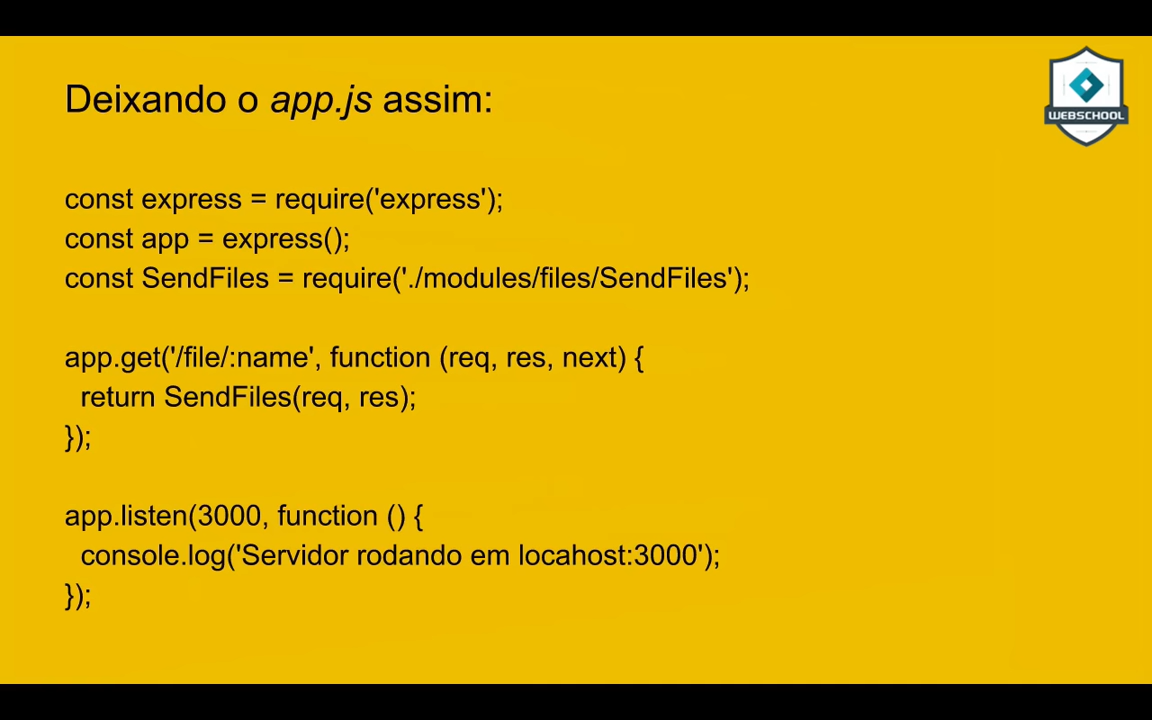 Deixando o app.js assim:
WEBSCHOOL
const express = require('express');
const app = express();
const SendFiles = require('./modules/files/SendFiles');
app.get('/file/:name', function (req, res, next) {
return SendFiles(req, res);
});
app.listen(3000, function () {
console.log('Servidor rodando em locahost:3000');
});